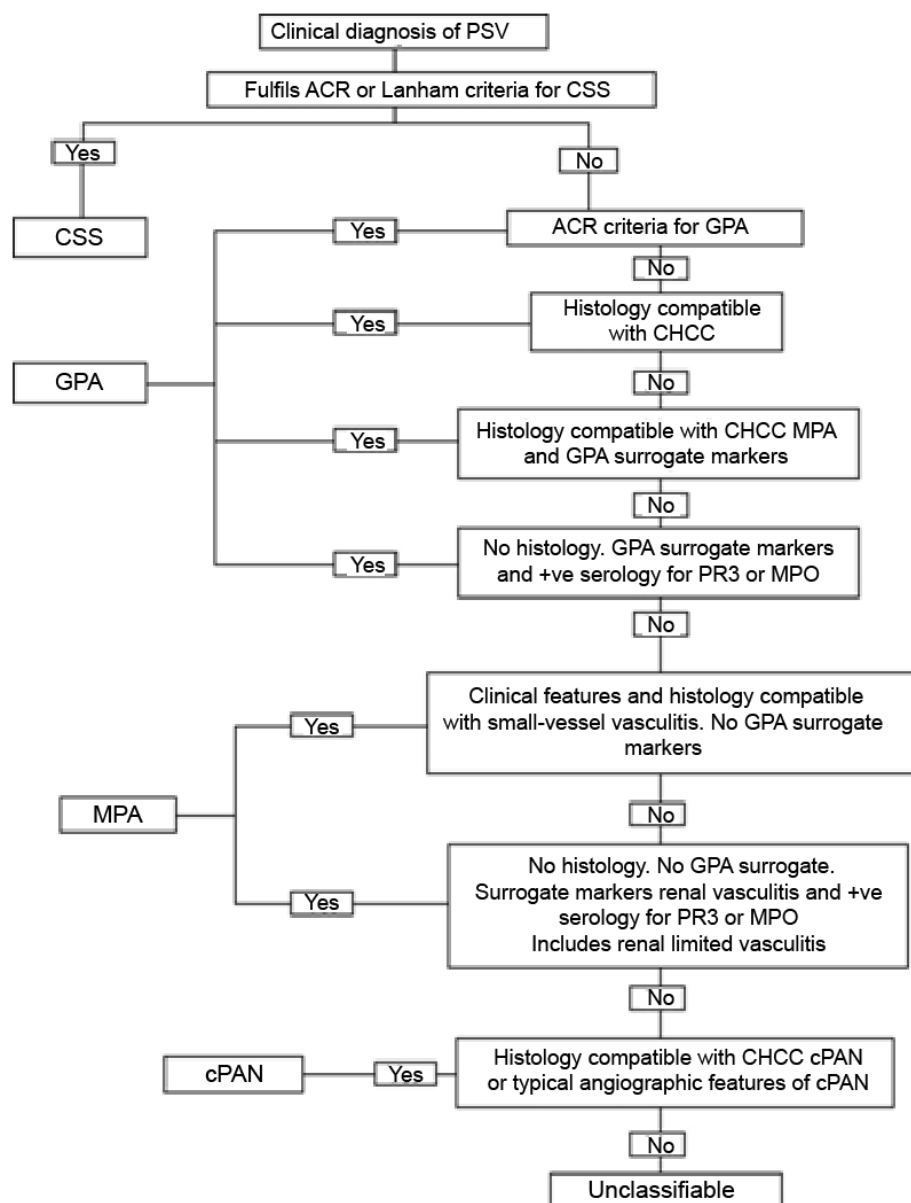 Clinical diagnosis of PSV
Fulfils ACR or Lanham criteria for CSS
Yes
No
CSS
Yes
ACR criteria for GPA
No
Yes
Histology compatible
with CHCC
No
GPA
Yes
Histology compatible with CHCC MPA
and GPA surrogate markers
No
Yes
No histology. GPA surrogate markers
and +ve serology for PR3 or MPO
No
Yes
Clinical features and histology compatible
with small-vessel vasculitis. No GPA surrogate
markers
No
MPA
Yes
No histology. No GPA surrogate.
Surrogate markers renal vasculitis and +ve
serology for PR3 or MPO
Includes renal limited vasculitis
No
cPAN
Yes
Histology compatible with CHCC cPAN
or typical angiographic features of cPAN
No
Unclassifiable